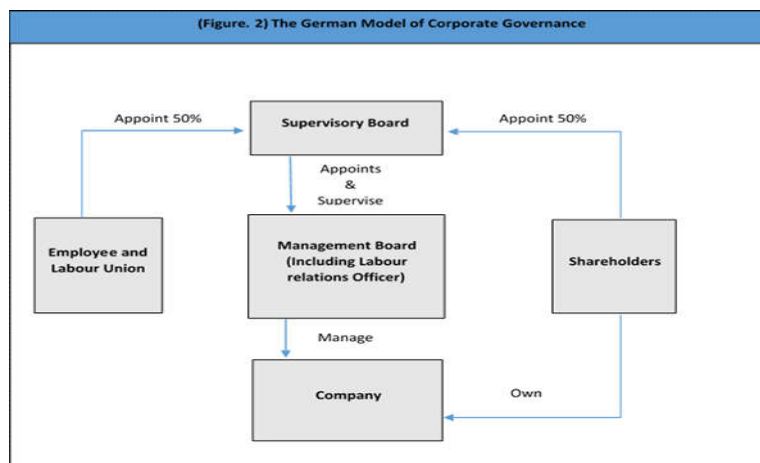 (Figure. 2) The German Model of Corporate Governance
Appoint 50%
Supervisory Board
Appoint 50%
Appoints
&
Supervise
Employee and
Labour Union
Management Board
(Including Labour
relations Officer)
Shareholders
Manage
Company
Own